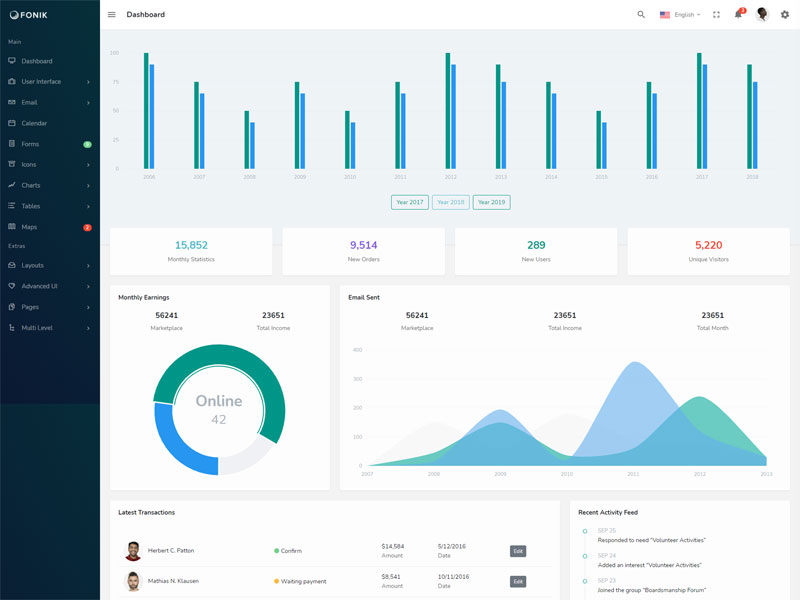 FONIK
Dashboard
English
3
Main
Dashboard
User Interface
Email
Calendar
Forms
Icons
Charts
Tables
Maps
2
Extras
Layouts
Advanced UI
Pages
Multi Level
100
75
50
25
0
2006 2007 2008 2009 2010 2011 2012 2013 2014 2015 2016 2017 2018
Year 2017 Year 2018 Year 2019
15,852
Monthly Statistics
9,514
New Orders
289
New Users
5,220
Unique Visitors
Monthly Earnings
56241 23651
Marketplace Total Income
Online
42
Email Sent
56241 23651 23651
Marketplace Total Income Total Month
400
300
200
100
0
2007 2008 2009 2010 2011 2012 2013
Latest Transactions
Herbert C. Patton Confirm $14,584 5/12/2016 Edit
Amount Date
Mathias N. Klausen Waiting payment $8,541 10/11/2016 Edit
Amount Date
Recent Activity Feed
SEP 25
Responded to need "Volunteer Activities"
SEP 24
Added an interest "Volunteer Activities"
SEP 23
Joined the group "Boardsmanship Forum"